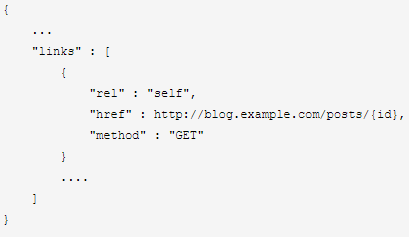 {
    ...
    "links" : [
        {
            "rel" : "self",
            "href" : http://blog.example.com/posts/{id},
            "method" : "GET"
        }
        ....
    ]
}